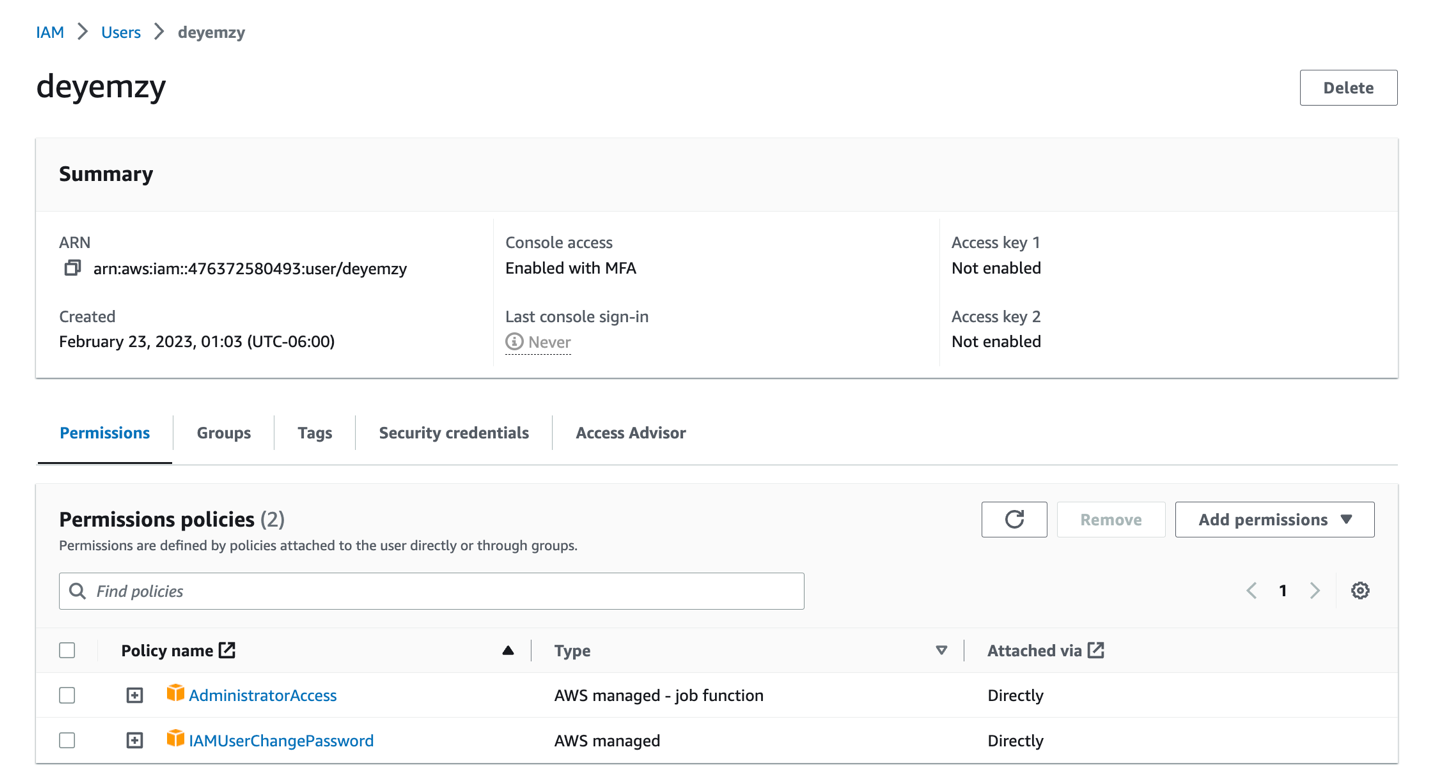 IAM > Users > deyemzy
deyemzy
Delete
Summary
ARN
arn:aws:iam::476372580493:user/deyemzy
Created
February 23, 2023, 01:03 (UTC-06:00)
Console access
Enabled with MFA
Last console sign-in
Never
Access key 1
Not enabled
Access key 2
Not enabled
Permissions
Groups
Tags
Security credentials
Access Advisor
Permissions policies (2)
Permissions are defined by policies attached to the user directly or through groups.
Remove
Add permissions
Find policies
1
Policy name Type Attached via
AdministratorAccess AWS managed - job function Directly
IAMUserChangePassword AWS managed Directly